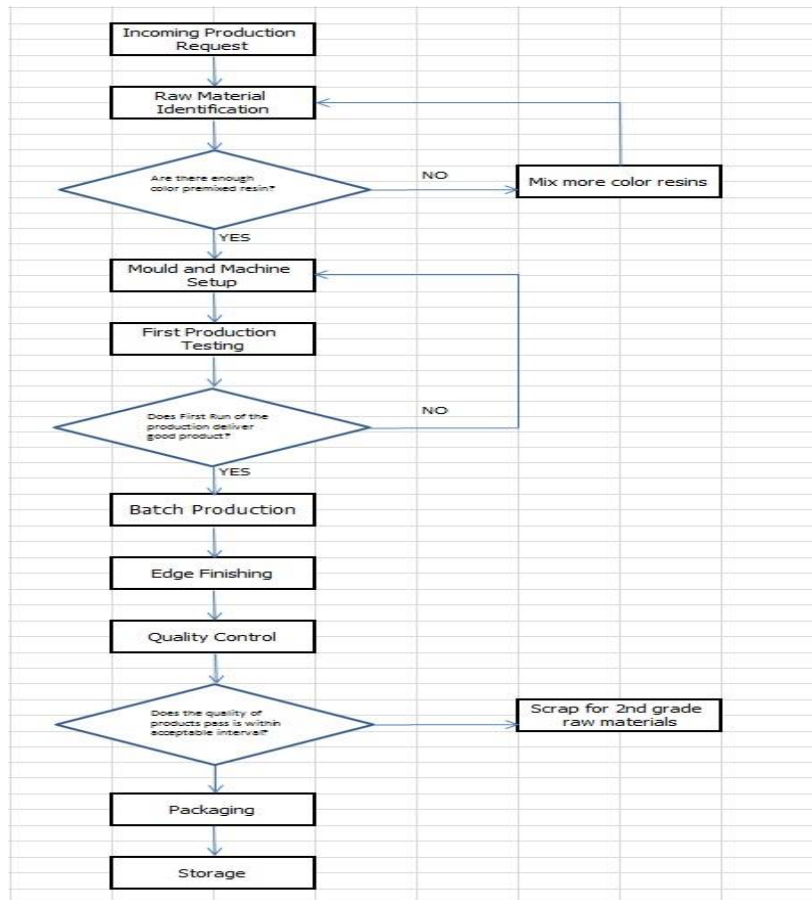 Incoming Production
Request
Raw Material
Identification
Are there enough
color premixed resin?
NO
Mix more color resins
YES
Mould and Machine
Setup
First Production
Testing
Does First Run of the
production deliver
good product?
NO
YES
Batch Production
Edge Finishing
Quality Control
Does the quality of
products pass is within
acceptable interval?
Scrap for 2nd grade
raw materials
Packaging
Storage